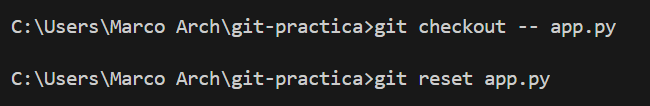 C:\Users\Marco Arch\git-practica>git checkout -- app.py
C:\Users\Marco Arch\git-practica>git reset app.py